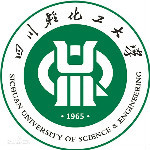 四川轻化工大学
·1965·
SICHUAN UNIVERSITY OF SCIENCE & ENGINEERING